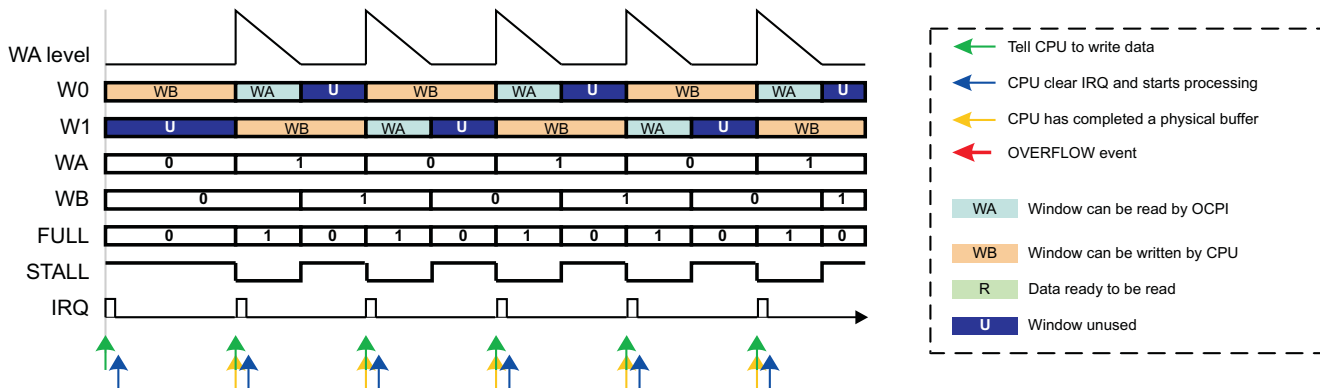 WA level
W0 WB WA U WB WA U WB WA U
W1 U WB WA U WB WA U WB
WA 0 1 0 1 0 1
WB 0 1 0 1 0 1
FULL 0 1 0 1 0 1 0 1 0 1 0
STALL
IRQ
Tell CPU to write data
CPU clear IRQ and starts processing
CPU has completed a physical buffer
OVERFLOW event
WA Window can be read by OCPI
WB Window can be written by CPU
R Data ready to be read
U Window unused